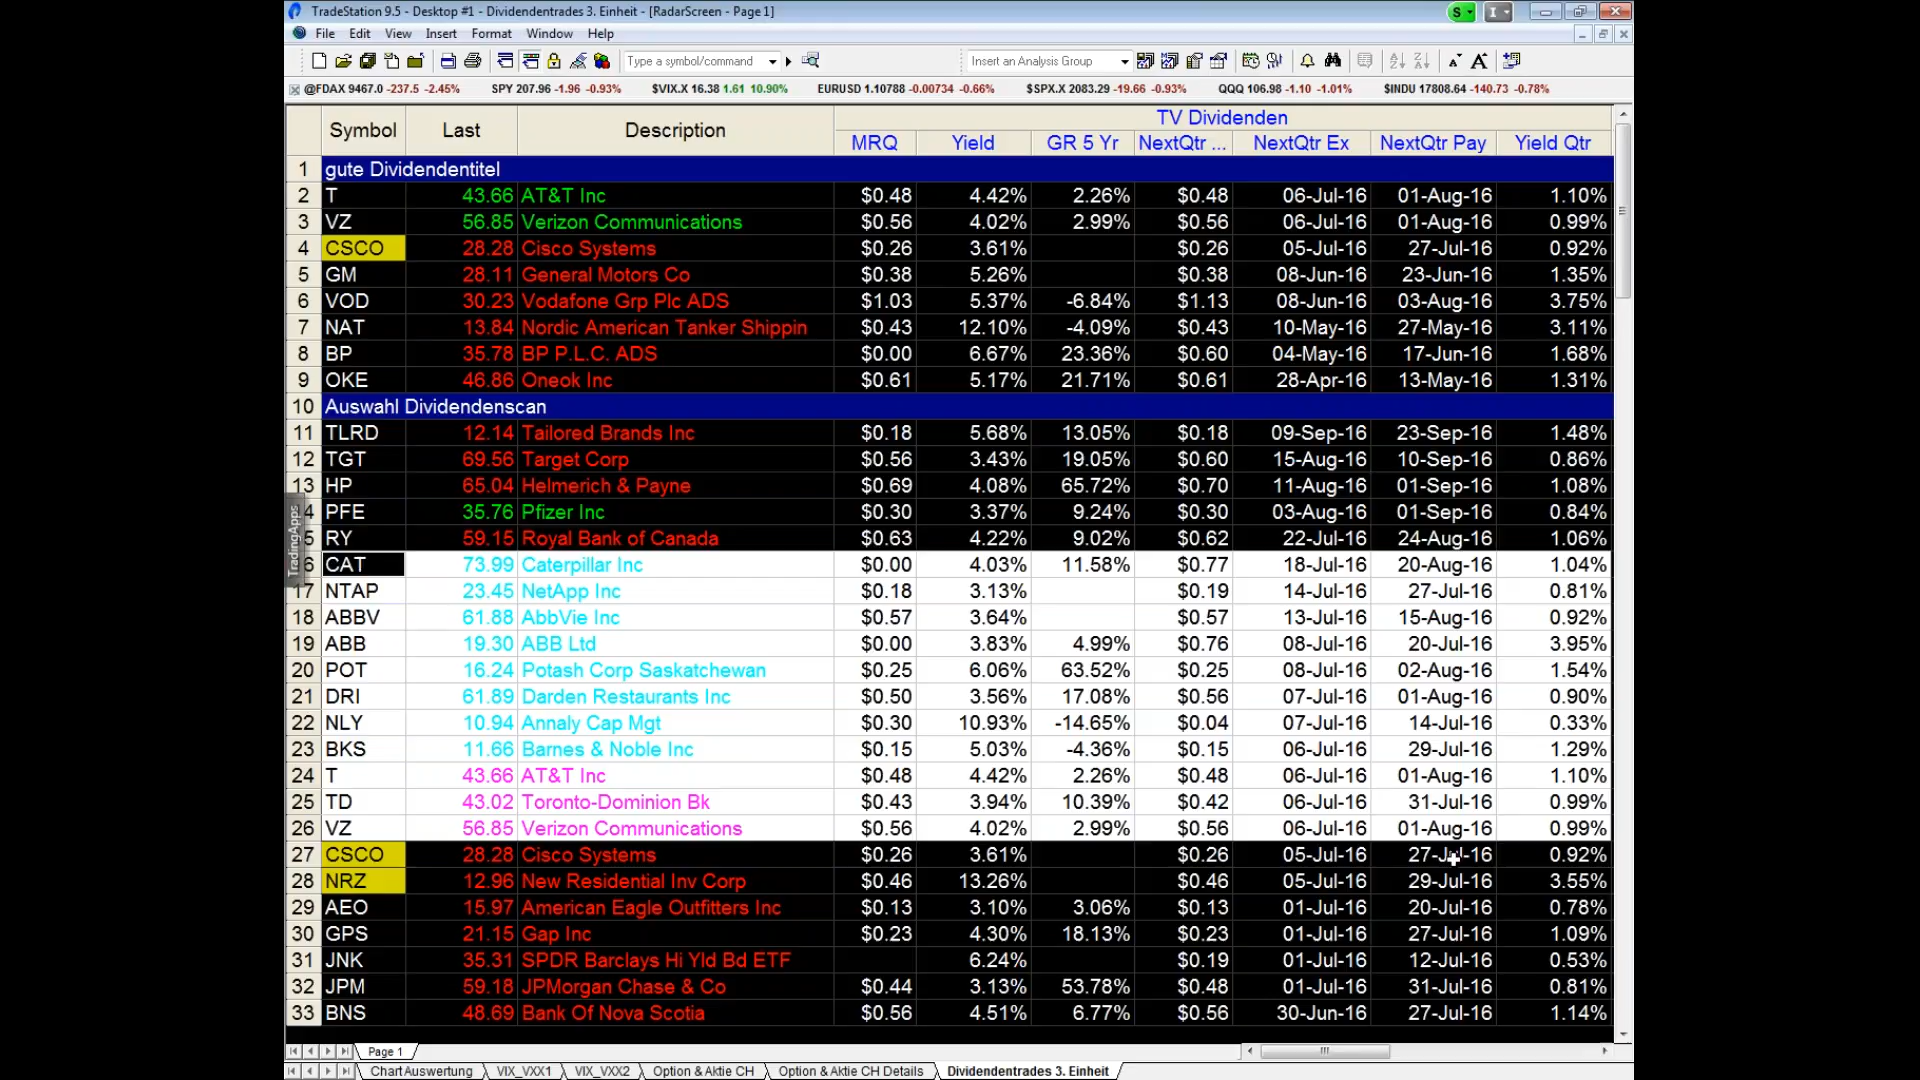 TradeStation 9.5 - Desktop #1 - Dividendentrades 3. Einheit - [RadarScreen - Page 1]
S
I
File Edit View Insert Format Window Help
Type a symbol/command
Insert an Analysis Group
@FDAX 9467.0 -237.5 -2.45% SPY 207.96 -1.96 -0.93% $VIX.X 16.38 1.61 10.90% EURUSD 1.10788 -0.00734 -0.66% $SPX.X 2083.29 -19.66 -0.93% QQQ 106.98 -1.10 -1.01% $INDU 17808.64 -140.73 -0.78%
TV Dividenden
Symbol Last Description MRQ Yield GR 5 Yr NextQtr ... NextQtr Ex NextQtr Pay Yield Qtr
1 gute Dividendentitel
2 T 43.66 AT&T Inc $0.48 4.42% 2.26% $0.48 06-Jul-16 01-Aug-16 1.10%
3 VZ 56.85 Verizon Communications $0.56 4.02% 2.99% $0.56 06-Jul-16 01-Aug-16 0.99%
4 CSCO 28.28 Cisco Systems $0.26 3.61% $0.26 05-Jul-16 27-Jul-16 0.92%
5 GM 28.11 General Motors Co $0.38 5.26% $0.38 08-Jun-16 23-Jun-16 1.35%
6 VOD 30.23 Vodafone Grp Plc ADS $1.03 5.37% -6.84% $1.13 08-Jun-16 03-Aug-16 3.75%
7 NAT 13.84 Nordic American Tanker Shippin $0.43 12.10% -4.09% $0.43 10-May-16 27-May-16 3.11%
8 BP 35.78 BP P.L.C. ADS $0.00 6.67% 23.36% $0.60 04-May-16 17-Jun-16 1.68%
9 OKE 46.86 Oneok Inc $0.61 5.17% 21.71% $0.61 28-Apr-16 13-May-16 1.31%
10 Auswahl Dividendenscan
11 TLRD 12.14 Tailored Brands Inc $0.18 5.68% 13.05% $0.18 09-Sep-16 23-Sep-16 1.48%
12 TGT 69.56 Target Corp $0.56 3.43% 19.05% $0.60 15-Aug-16 10-Sep-16 0.86%
13 HP 65.04 Helmerich & Payne $0.69 4.08% 65.72% $0.70 11-Aug-16 01-Sep-16 1.08%
4 PFE 35.76 Pfizer Inc $0.30 3.37% 9.24% $0.30 03-Aug-16 01-Sep-16 0.84%
5 RY 59.15 Royal Bank of Canada $0.63 4.22% 9.02% $0.62 22-Jul-16 24-Aug-16 1.06%
6 CAT 73.99 Caterpillar Inc $0.00 4.03% 11.58% $0.77 18-Jul-16 20-Aug-16 1.04%
TradingApps
17 NTAP 23.45 NetApp Inc $0.18 3.13% $0.19 14-Jul-16 27-Jul-16 0.81%
18 ABBV 61.88 AbbVie Inc $0.57 3.64% $0.57 13-Jul-16 15-Aug-16 0.92%
19 ABB 19.30 ABB Ltd $0.00 3.83% 4.99% $0.76 08-Jul-16 20-Jul-16 3.95%
20 POT 16.24 Potash Corp Saskatchewan $0.25 6.06% 63.52% $0.25 08-Jul-16 02-Aug-16 1.54%
21 DRI 61.89 Darden Restaurants Inc $0.50 3.56% 17.08% $0.56 07-Jul-16 01-Aug-16 0.90%
22 NLY 10.94 Annaly Cap Mgt $0.30 10.93% -14.65% $0.04 07-Jul-16 14-Jul-16 0.33%
23 BKS 11.66 Barnes & Noble Inc $0.15 5.03% -4.36% $0.15 06-Jul-16 29-Jul-16 1.29%
24 T 43.66 AT&T Inc $0.48 4.42% 2.26% $0.48 06-Jul-16 01-Aug-16 1.10%
25 TD 43.02 Toronto-Dominion Bk $0.43 3.94% 10.39% $0.42 06-Jul-16 31-Jul-16 0.99%
26 VZ 56.85 Verizon Communications $0.56 4.02% 2.99% $0.56 06-Jul-16 01-Aug-16 0.99%
27 CSCO 28.28 Cisco Systems $0.26 3.61% $0.26 05-Jul-16 27-Jul-16 0.92%
28 NRZ 12.96 New Residential Inv Corp $0.46 13.26% $0.46 05-Jul-16 29-Jul-16 3.55%
29 AEO 15.97 American Eagle Outfitters Inc $0.13 3.10% 3.06% $0.13 01-Jul-16 20-Jul-16 0.78%
30 GPS 21.15 Gap Inc $0.23 4.30% 18.13% $0.23 01-Jul-16 27-Jul-16 1.09%
31 JNK 35.31 SPDR Barclays Hi Yld Bd ETF 6.24% $0.19 01-Jul-16 12-Jul-16 0.53%
32 JPM 59.18 JPMorgan Chase & Co $0.44 3.13% 53.78% $0.48 01-Jul-16 31-Jul-16 0.81%
33 BNS 48.69 Bank Of Nova Scotia $0.56 4.51% 6.77% $0.56 30-Jun-16 27-Jul-16 1.14%
Page 1
ChartAuswertung VIX_VXX1 VIX_VXX2 Option & Aktie CH Option & Aktie CH Details Dividendentrades 3. Einheit